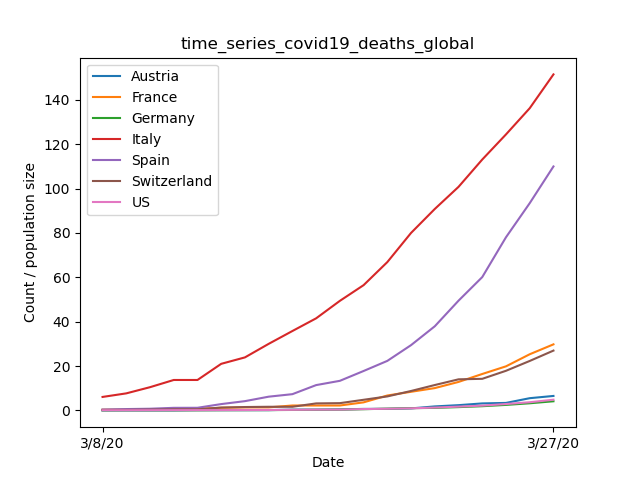 time_series_covid19_deaths_global
Austria
France
Germany
Italy
Spain
Switzerland
US
140
120
100
80
60
40
20
0
Count / population size
3/8/20
3/27/20
Date